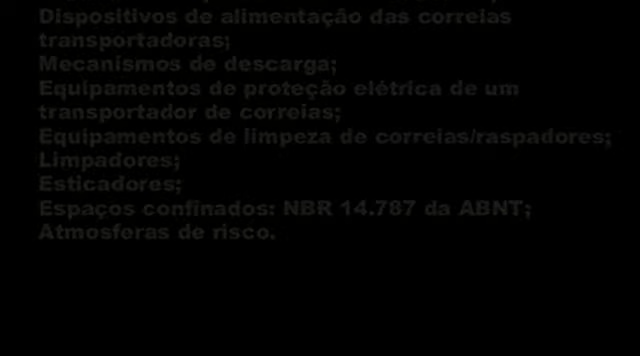 Dispositivos de alimentação das correias
transportadoras;
Mecanismos de descarga;
Equipamentos de proteção elétrica de um
transportador de correias;
Equipamentos de limpeza de correias/raspadores;
Limpadores;
Esticadores;
Espaços confinados: NBR 14.787 da ABNT;
Atmosferas de risco.